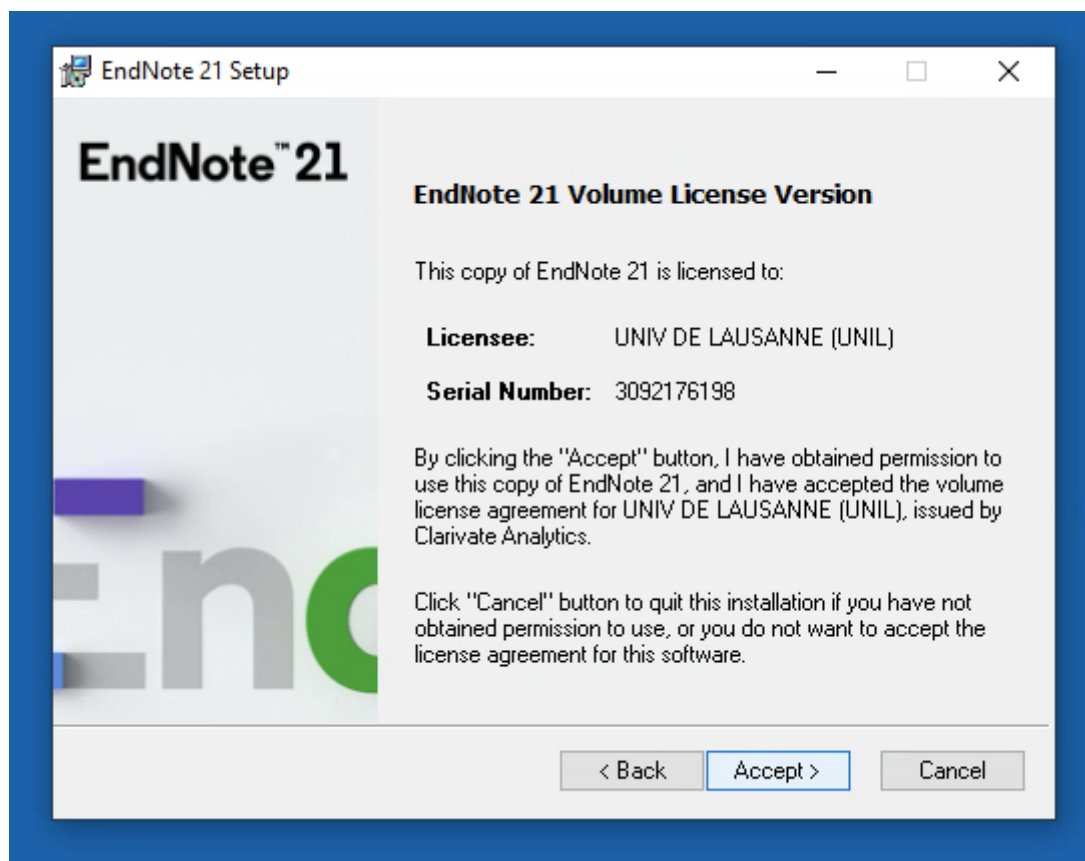 EndNote 21 Setup
EndNote™ 21
EndNote 21 Volume License Version
This copy of EndNote 21 is licensed to:
Licensee: UNIV DE LAUSANNE (UNIL)
Serial Number: 3092176198
By clicking the "Accept" button, I have obtained permission to
use this copy of EndNote 21, and I have accepted the volume
license agreement for UNIV DE LAUSANNE (UNIL), issued by
Clarivate Analytics.
Click "Cancel" button to quit this installation if you have not
obtained permission to use, or you do not want to accept the
license agreement for this software.
En
< Back Accept > Cancel